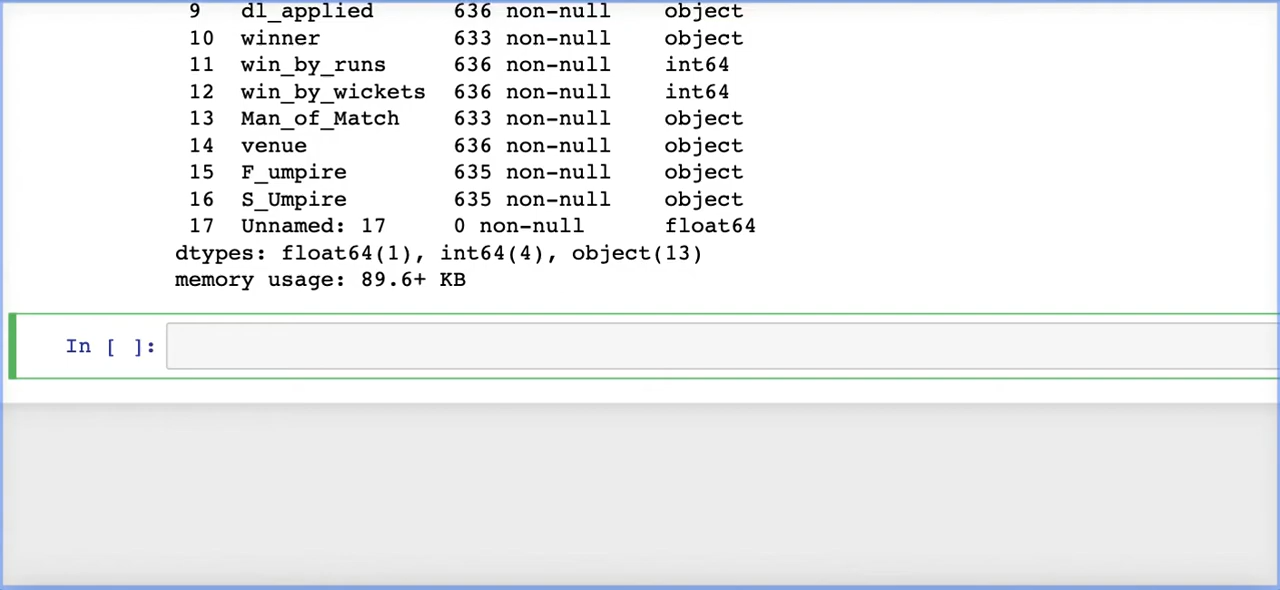 9 dl_applied 636 non-null object
10 winner 633 non-null object
11 win_by_runs 636 non-null int64
12 win_by_wickets 636 non-null int64
13 Man_of_Match 633 non-null object
14 venue 636 non-null object
15 F_umpire 635 non-null object
16 S_Umpire 635 non-null object
17 Unnamed: 17 0 non-null float64
dtypes: float64(1), int64(4), object(13)
memory usage: 89.6+ KB
In [ ]: